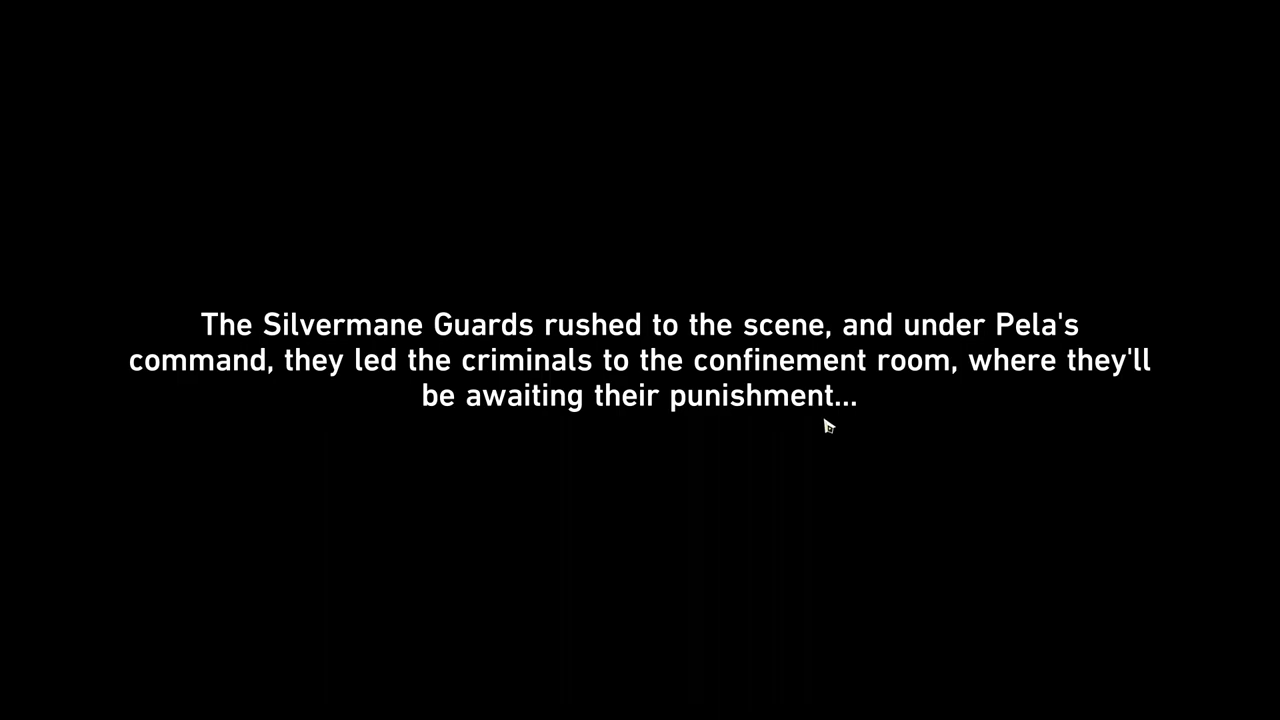 The Silvermane Guards rushed to the scene, and under Pela's
command, they led the criminals to the confinement room, where they'll
be awaiting their punishment...